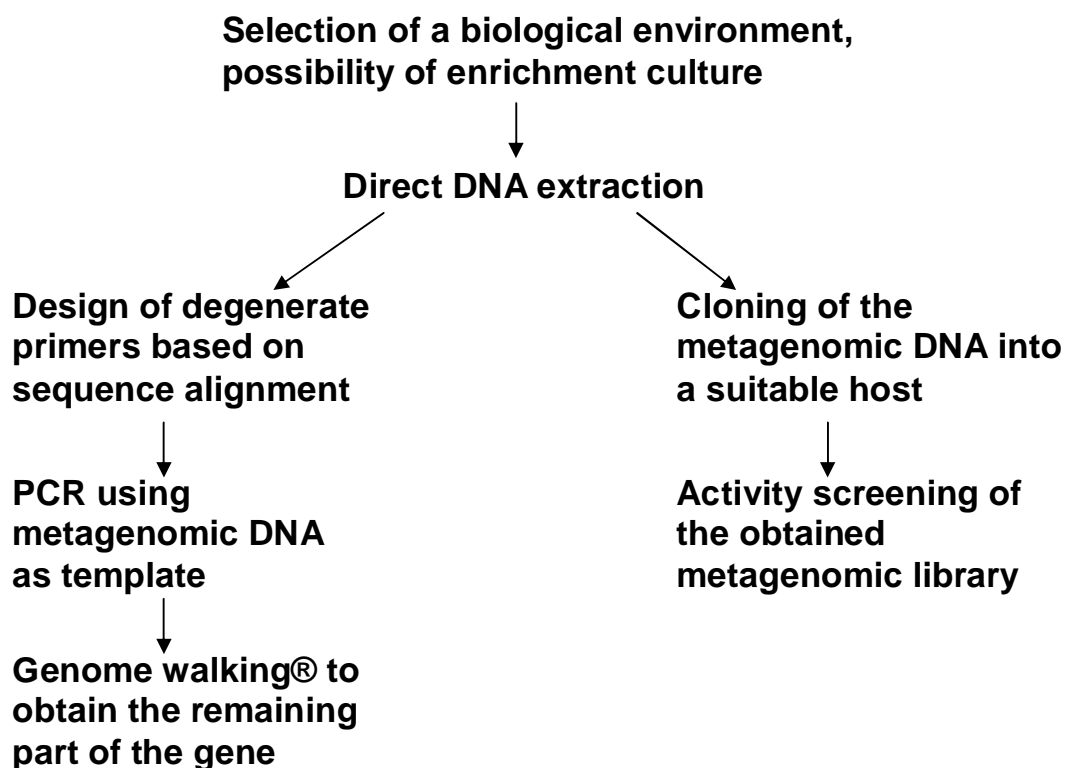 Selection of a biological environment,
possibility of enrichment culture
Direct DNA extraction
Design of degenerate
primers based on
sequence alignment
PCR using
metagenomic DNA
as template
Genome walking® to
obtain the remaining
part of the gene
Cloning of the
metagenomic DNA into
a suitable host
Activity screening of
the obtained
metagenomic library